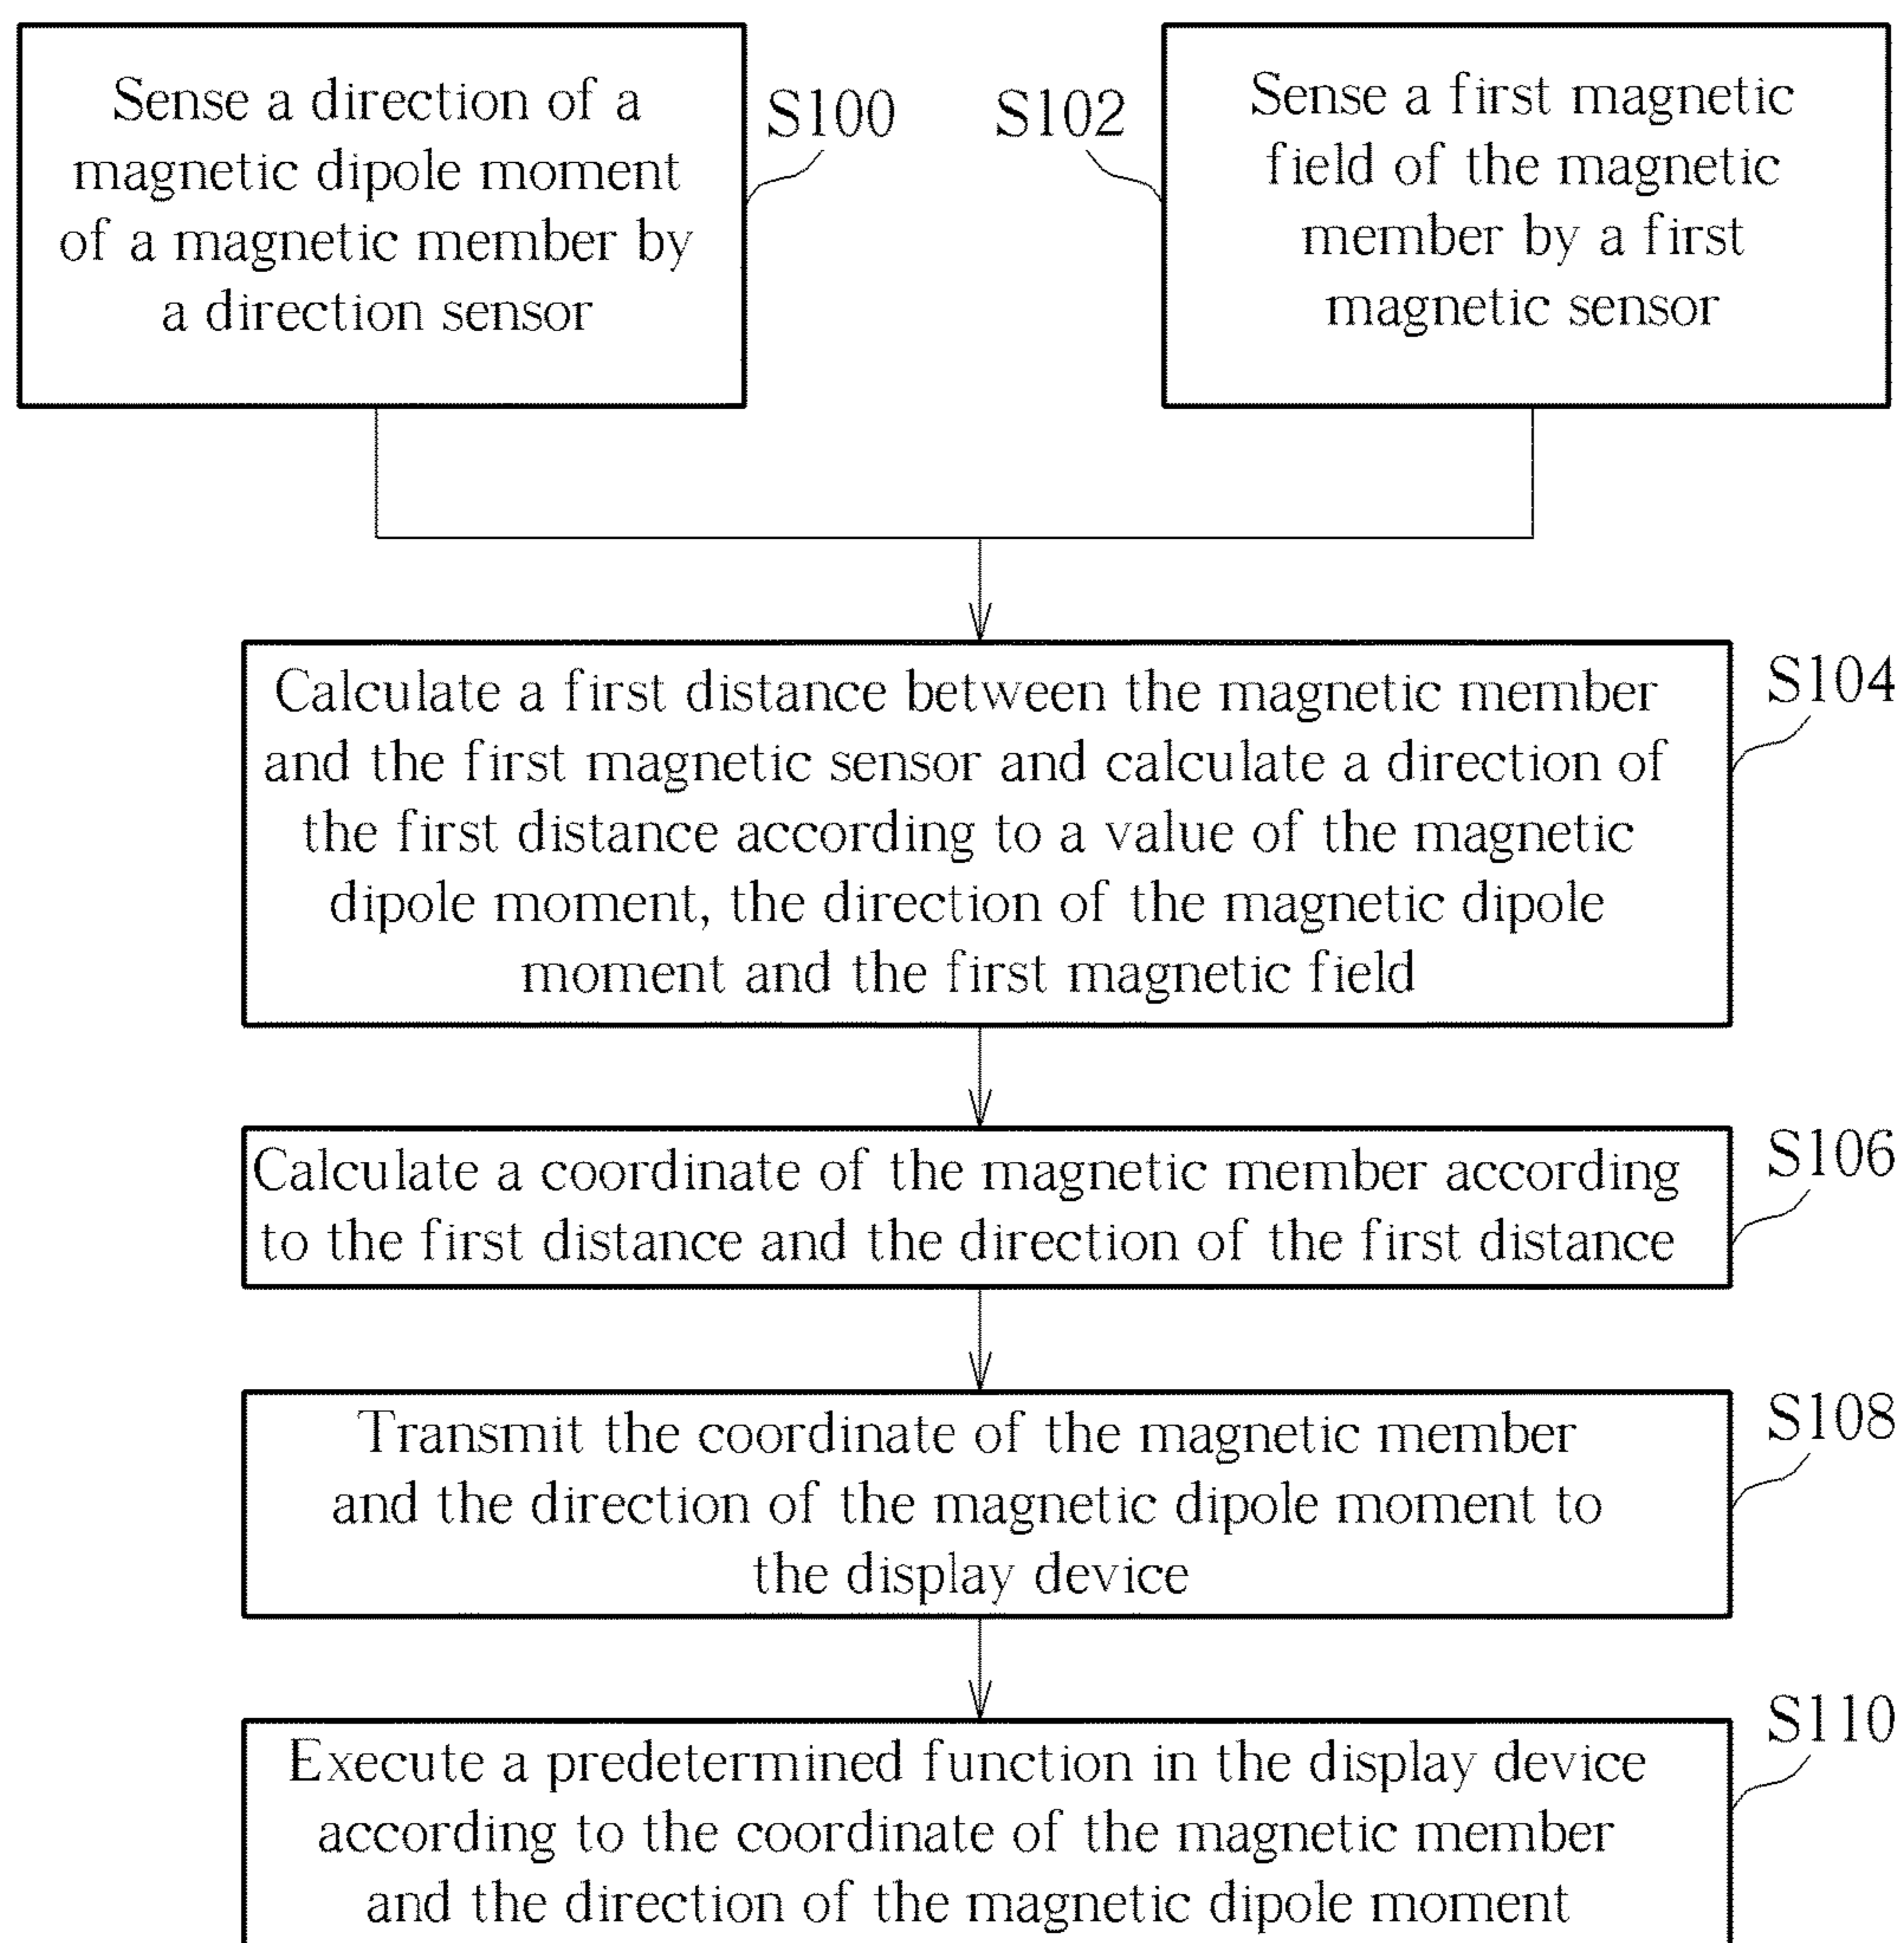 Sense a direction of a
magnetic dipole moment
of a magnetic member by
a direction sensor
S100
S102
Sense a first magnetic
field of the magnetic
member by a first
magnetic sensor
Calculate a first distance between the magnetic member
and the first magnetic sensor and calculate a direction of
the first distance according to a value of the magnetic
dipole moment, the direction of the magnetic dipole
moment and the first magnetic field
S104
Calculate a coordinate of the magnetic member according
to the first distance and the direction of the first distance
S106
Transmit the coordinate of the magnetic member
and the direction of the magnetic dipole moment to
the display device
S108
Execute a predetermined function in the display device
according to the coordinate of the magnetic member
and the direction of the magnetic dipole moment
S110